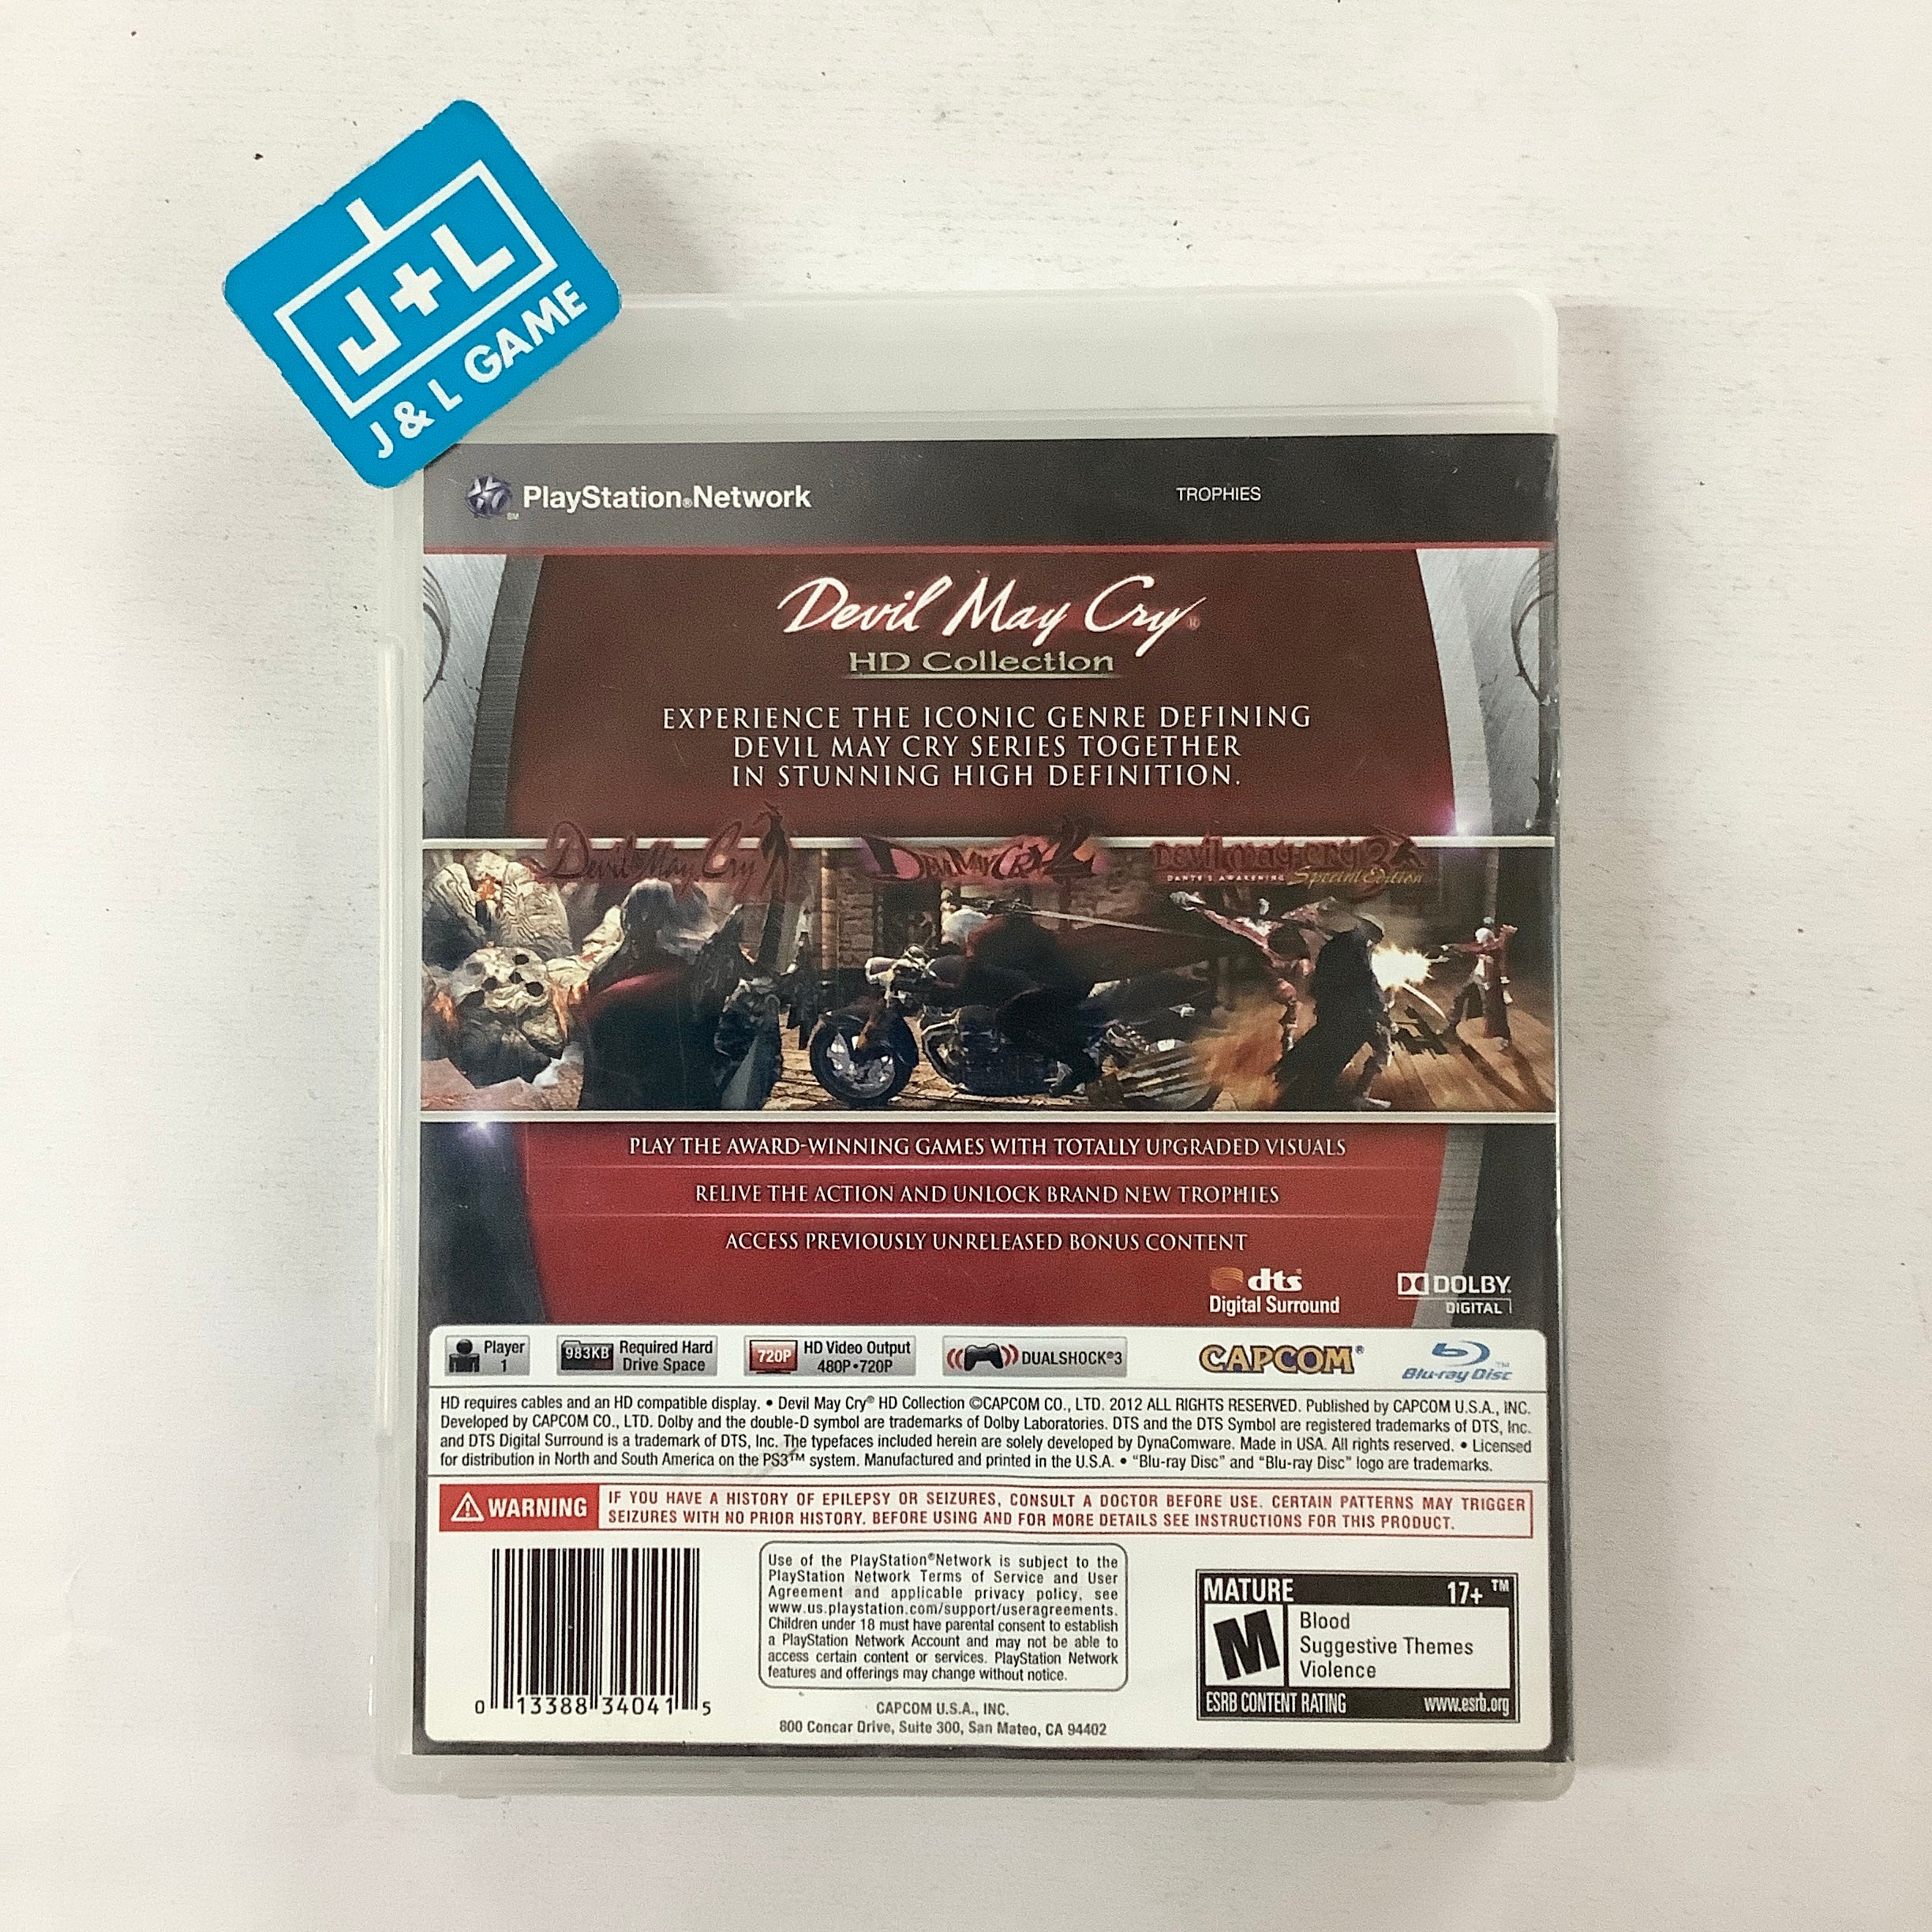 J+L
J & L GAME
PlayStation®Network
SM
TROPHIES
Devil May Cry®
HD Collection
EXPERIENCE THE ICONIC GENRE DEFINING
DEVIL MAY CRY SERIES TOGETHER
IN STUNNING HIGH DEFINITION.
Devil May Cry
DEVIL MAY CRY 2
Devil may cry 3
DANTE'S AWAKENING Special Edition
PLAY THE AWARD-WINNING GAMES WITH TOTALLY UPGRADED VISUALS
RELIVE THE ACTION AND UNLOCK BRAND NEW TROPHIES
ACCESS PREVIOUSLY UNRELEASED BONUS CONTENT
dts
Digital Surround
DOLBY
DIGITAL
Player
1
983KB
Required Hard
Drive Space
720P
HD Video Output
480P•720P
DUALSHOCK®3
CAPCOM®
Blu-ray Disc™
HD requires cables and an HD compatible display. • Devil May Cry® HD Collection ©CAPCOM CO., LTD. 2012 ALL RIGHTS RESERVED. Published by CAPCOM U.S.A., INC.
Developed by CAPCOM CO., LTD. Dolby and the double-D symbol are trademarks of Dolby Laboratories. DTS and the DTS Symbol are registered trademarks of DTS, Inc.
and DTS Digital Surround is a trademark of DTS, Inc. The typefaces included herein are solely developed by DynaComware. Made in USA. All rights reserved. • Licensed
for distribution in North and South America on the PS3™ system. Manufactured and printed in the U.S.A. • "Blu-ray Disc" and "Blu-ray Disc" logo are trademarks.
WARNING
IF YOU HAVE A HISTORY OF EPILEPSY OR SEIZURES, CONSULT A DOCTOR BEFORE USE. CERTAIN PATTERNS MAY TRIGGER
SEIZURES WITH NO PRIOR HISTORY. BEFORE USING AND FOR MORE DETAILS SEE INSTRUCTIONS FOR THIS PRODUCT.
0 13388 34041 5
Use of the PlayStation®Network is subject to the
PlayStation Network Terms of Service and User
Agreement and applicable privacy policy, see
www.us.playstation.com/support/useragreements.
Children under 18 must have parental consent to establish
a PlayStation Network Account and may not be able to
access certain content or services. PlayStation Network
features and offerings may change without notice.
CAPCOM U.S.A., INC.
800 Concar Drive, Suite 300, San Mateo, CA 94402
MATURE 17+ ™
M
Blood
Suggestive Themes
Violence
ESRB CONTENT RATING www.esrb.org